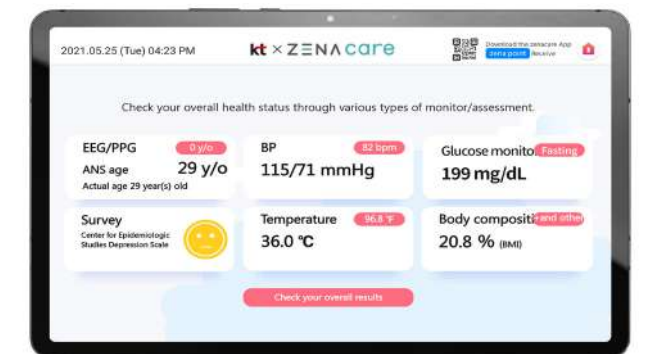 2021.05.25 (Tue) 04:23 PM
kt × ZENA care
Download the zenacare App
zena point Receive
Check your overall health status through various types of monitor/assessment.
EEG/PPG
0 y/o
ANS age
29 y/o
Actual age 29 year(s) old
BP
82 bpm
115/71 mmHg
Glucose monito
Fasting
199 mg/dL
Survey
Center for Epidemiologic
Studies Depression Scale
Temperature
96.8 °F
36.0 °C
Body compositi
and other
20.8 % (BMI)
Check your overall results